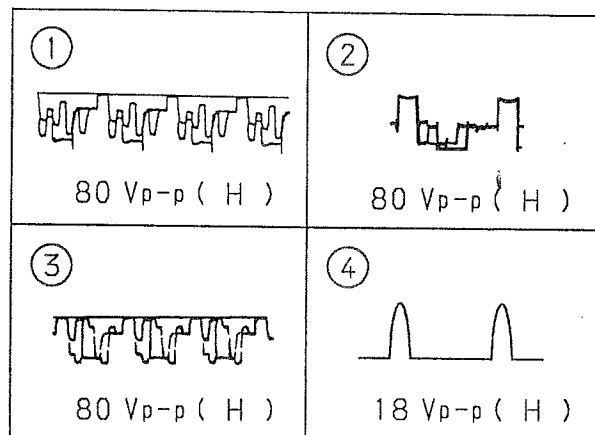 ①
80 Vp-p ( H )
②
80 Vp-p ( H )
③
80 Vp-p ( H )
④
18 Vp-p ( H )